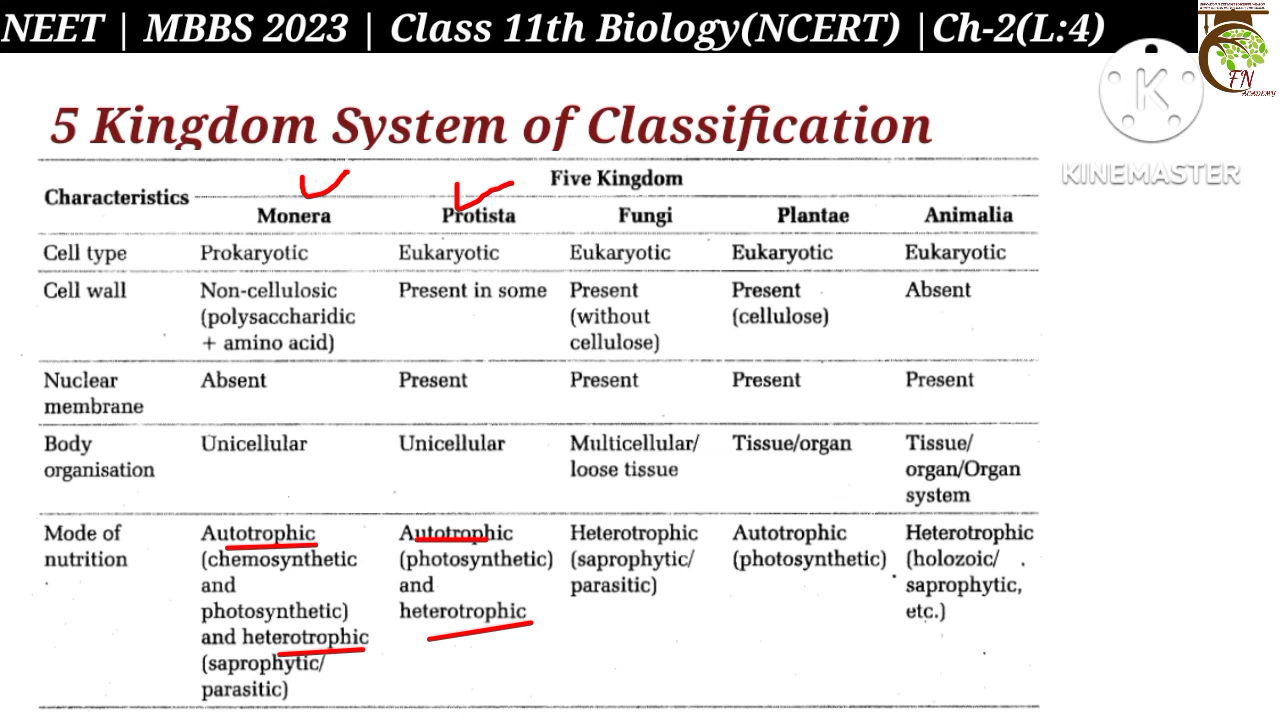 NEET | MBBS 2023 | Class 11th Biology(NCERT) |Ch-2(L:4)
FN
ACADEMY
K
KINEMASTER
5 Kingdom System of Classification
Characteristics
Five Kingdom
Monera Protista Fungi Plantae Animalia
Cell type Prokaryotic Eukaryotic Eukaryotic Eukaryotic Eukaryotic
Cell wall Non-cellulosic Present in some Present Present Absent
(polysaccharidic (without (cellulose)
+ amino acid) cellulose)
Nuclear Absent Present Present Present Present
membrane
Body Unicellular Unicellular Multicellular/ Tissue/organ Tissue/
organisation loose tissue organ/Organ
system
Mode of Autotrophic Autotrophic Heterotrophic Autotrophic Heterotrophic
nutrition (chemosynthetic (photosynthetic) (saprophytic/ (photosynthetic) (holozoic/
and and parasitic) saprophytic,
photosynthetic) heterotrophic etc.)
and heterotrophic
(saprophytic/
parasitic)